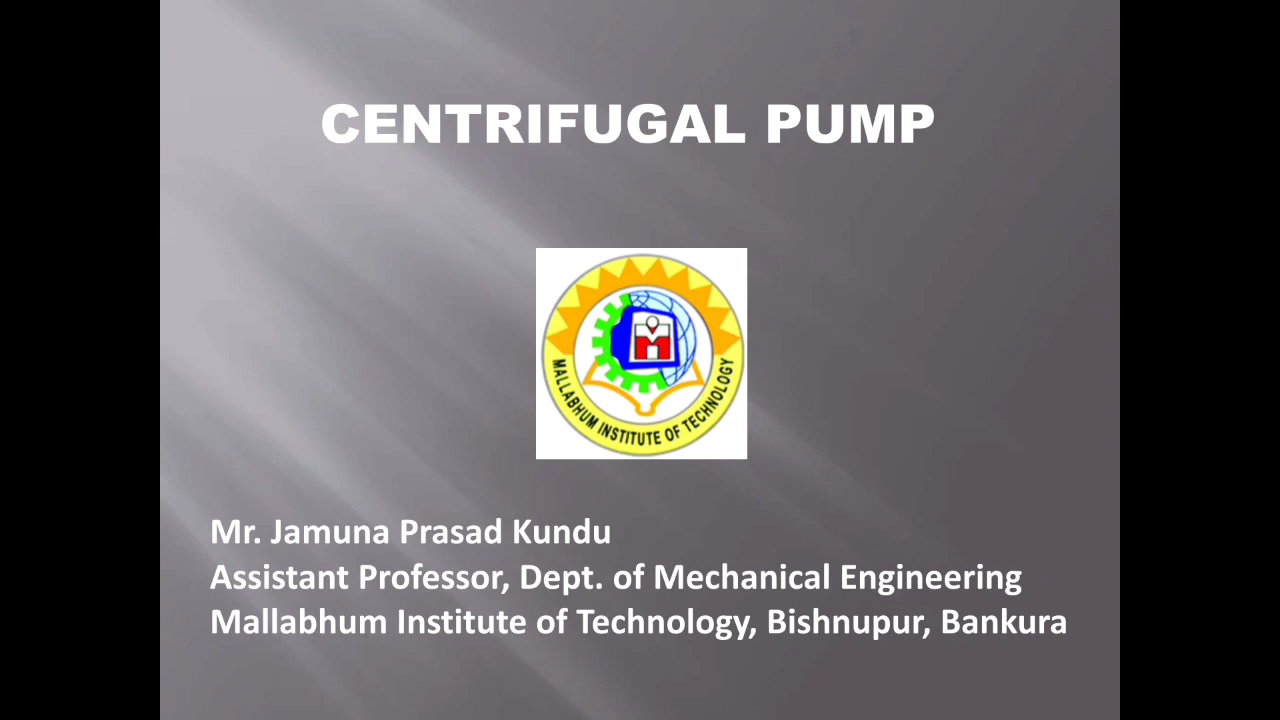 CENTRIFUGAL PUMP
MALLABHUM INSTITUTE OF TECHNOLOGY
Mr. Jamuna Prasad Kundu
Assistant Professor, Dept. of Mechanical Engineering
Mallabhum Institute of Technology, Bishnupur, Bankura